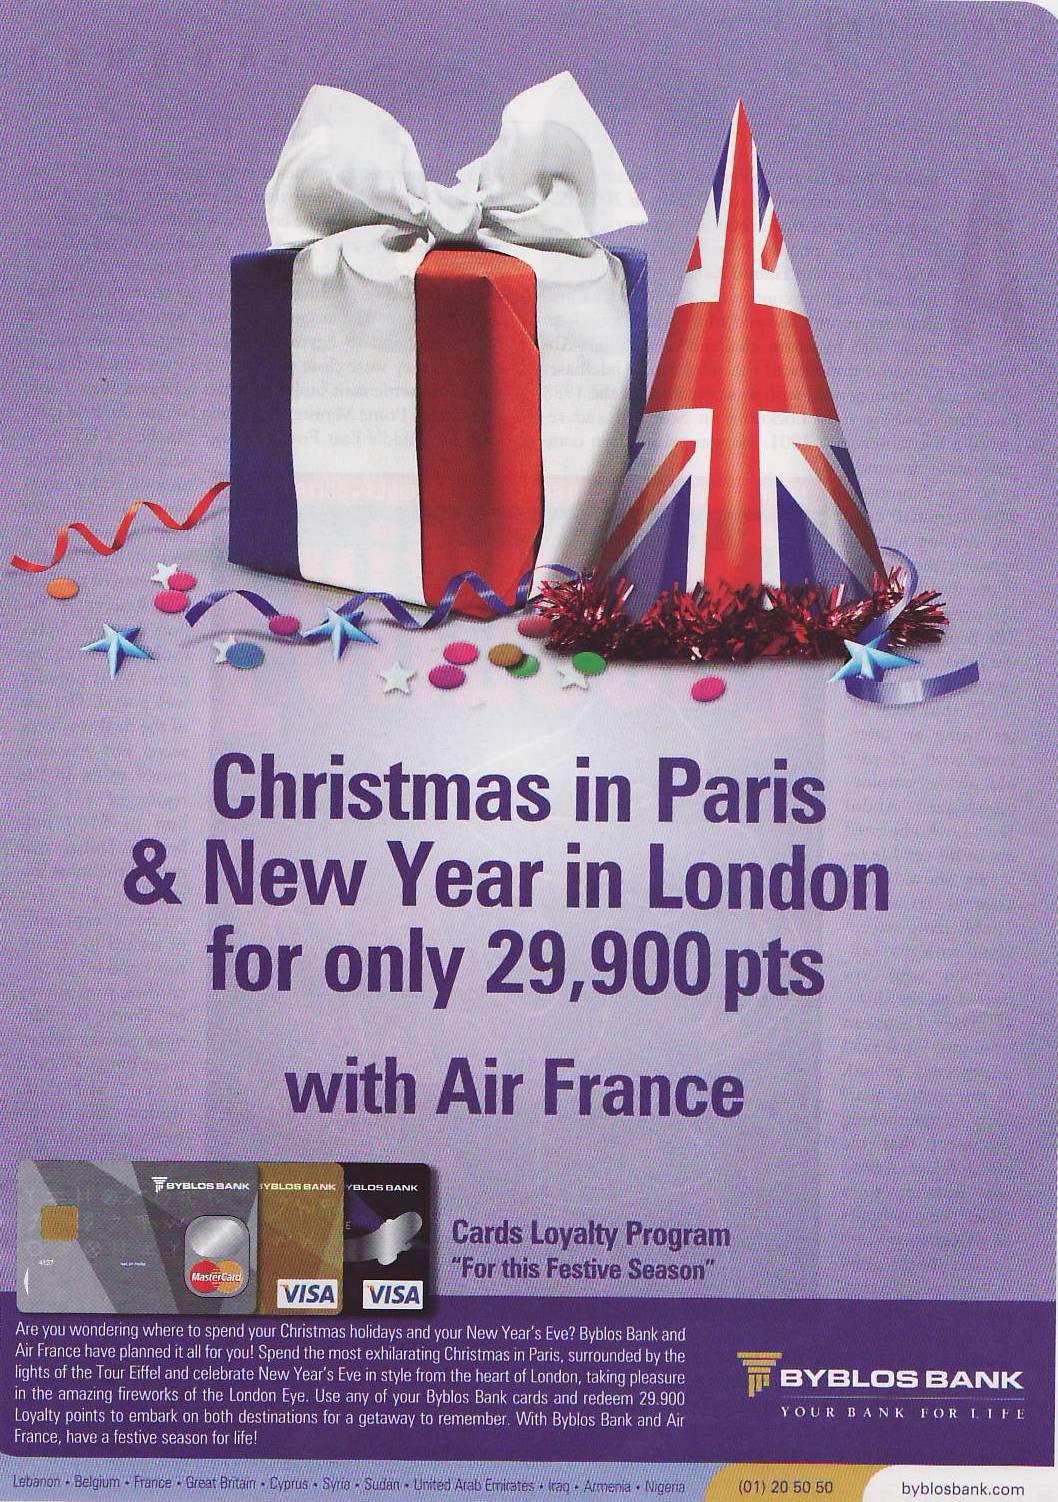 Christmas in Paris
& New Year in London
for only 29,900 pts
with Air France
BYBLOS BANK
BYBLOS BANK
BYBLOS BANK
4127
MasterCard
VISA
VISA
Cards Loyalty Program
"For this Festive Season"
Are you wondering where to spend your Christmas holidays and your New Year's Eve? Byblos Bank and
Air France have planned it all for you! Spend the most exhilarating Christmas in Paris, surrounded by the
lights of the Tour Eiffel and celebrate New Year's Eve in style from the heart of London, taking pleasure
in the amazing fireworks of the London Eye. Use any of your Byblos Bank cards and redeem 29.900
Loyalty points to embark on both destinations for a getaway to remember. With Byblos Bank and Air
France, have a festive season for life!
BYBLOS BANK
YOUR BANK FOR LIFE
Lebanon • Belgium • France • Great Britain • Cyprus • Syria • Sudan • United Arab Emirates • Iraq • Armenia • Nigeria
(01) 20 50 50
byblosbank.com